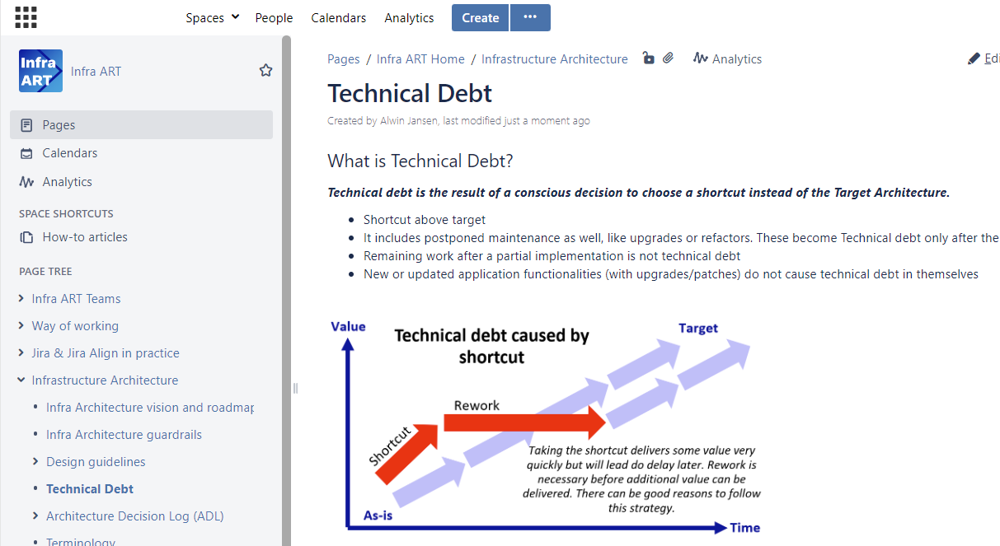 Spaces People Calendars Analytics Create ···
Infra ART
Infra ART
Pages
Calendars
Analytics
SPACE SHORTCUTS
How-to articles
PAGE TREE
Infra ART Teams
Way of working
Jira & Jira Align in practice
Infrastructure Architecture
Infra Architecture vision and roadmap
Infra Architecture guardrails
Design guidelines
Technical Debt
Architecture Decision Log (ADL)
Terminology
Pages / Infra ART Home / Infrastructure Architecture Analytics Edi
Technical Debt
Created by Alwin Jansen, last modified just a moment ago
What is Technical Debt?
Technical debt is the result of a conscious decision to choose a shortcut instead of the Target Architecture.
• Shortcut above target
• It includes postponed maintenance as well, like upgrades or refactors. These become Technical debt only after the
• Remaining work after a partial implementation is not technical debt
• New or updated application functionalities (with upgrades/patches) do not cause technical debt in themselves
Value
Technical debt caused by
shortcut
Target
Rework
Shortcut
Taking the shortcut delivers some value very
quickly but will lead do delay later. Rework is
necessary before additional value can be
delivered. There can be good reasons to follow
this strategy.
As-is
Time